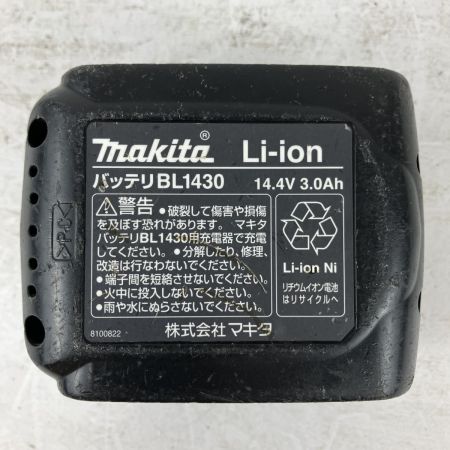 makita® Li-ion
バッテリBL1430 14.4V 3.0Ah
⚠警告 ●破裂して傷害や損傷
を及ぼす恐れがあります。マキタ
バッテリBL1430用充電器で充電
してください。●分解したり、修理、
改造は行なわないでください。
●端子間を短絡させないでください。
●火中に投入しないでください。
●雨や水にぬらさないでください。
Li-ion Ni
リチウムイオン電池
はリサイクルへ
8100822
株式会社マキタ